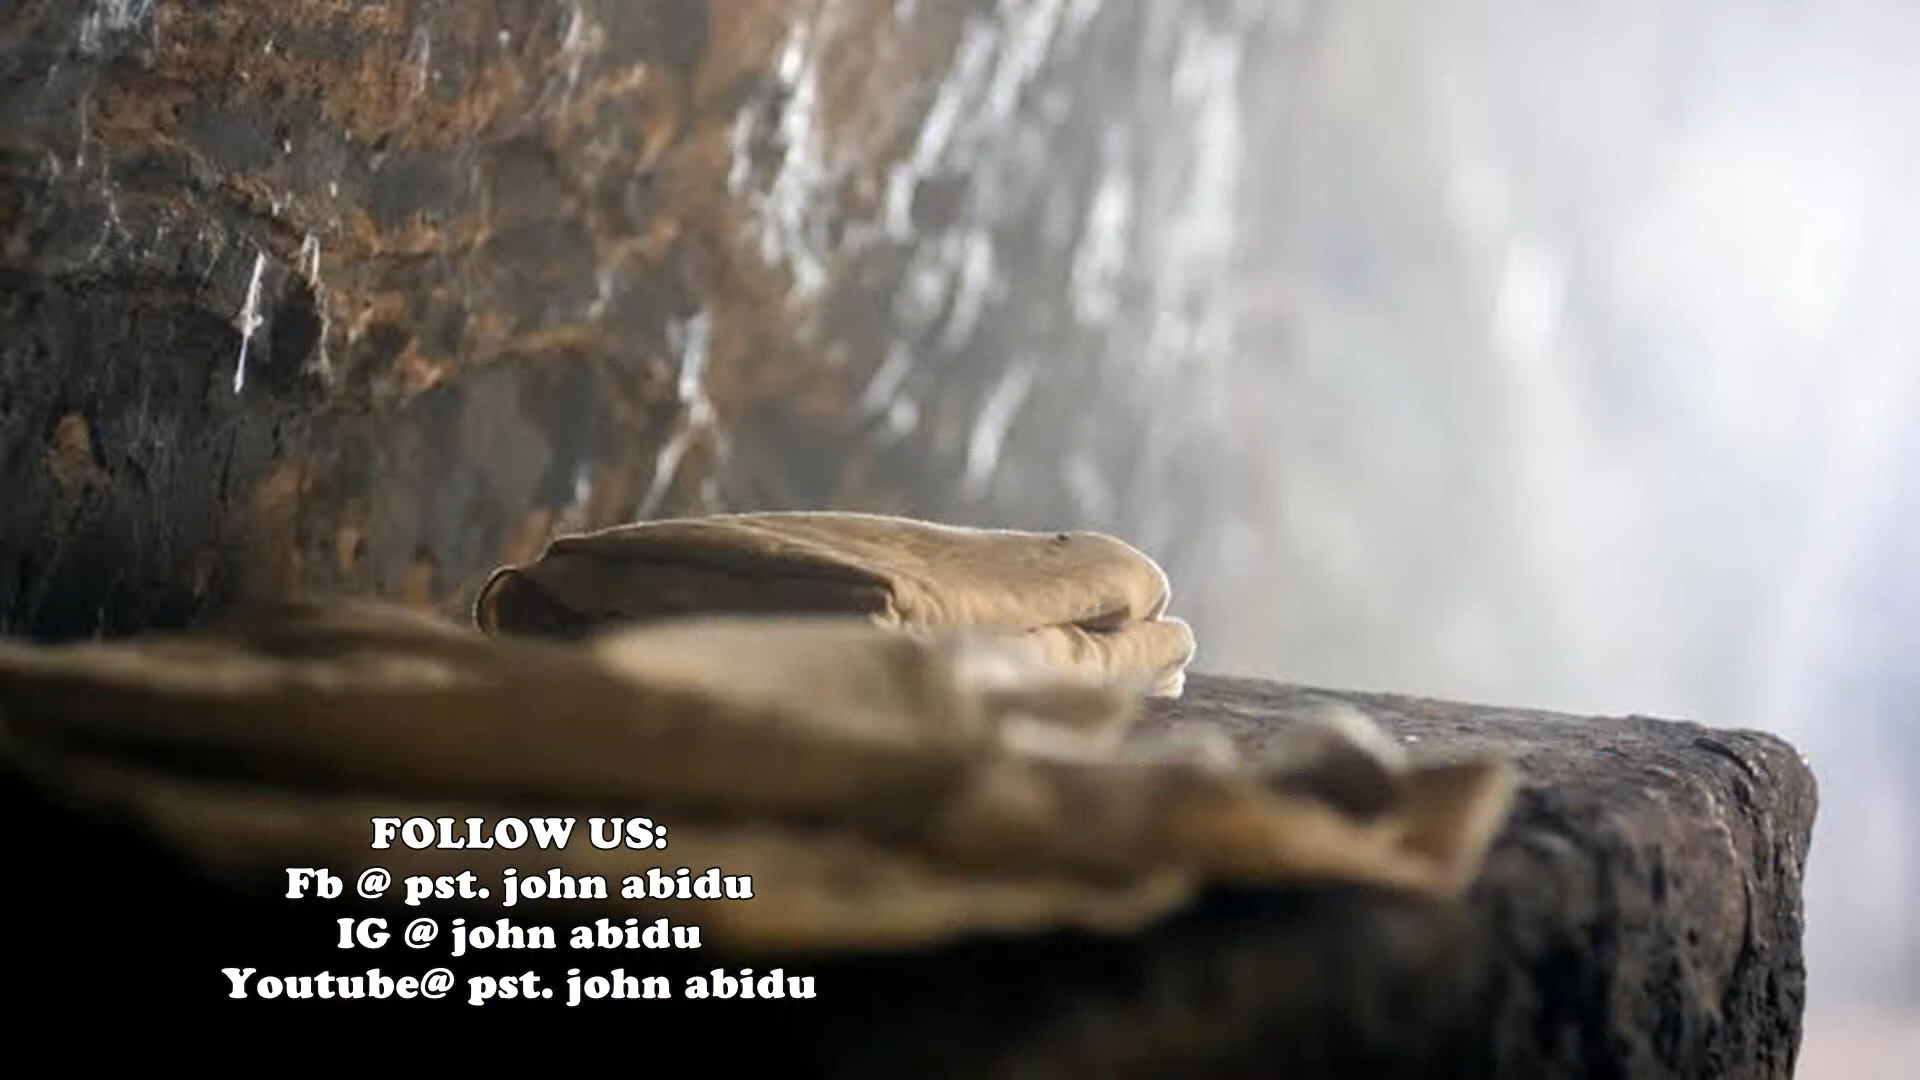 FOLLOW US:
Fb @ pst. john abidu
IG @ john abidu
Youtube@ pst. john abidu